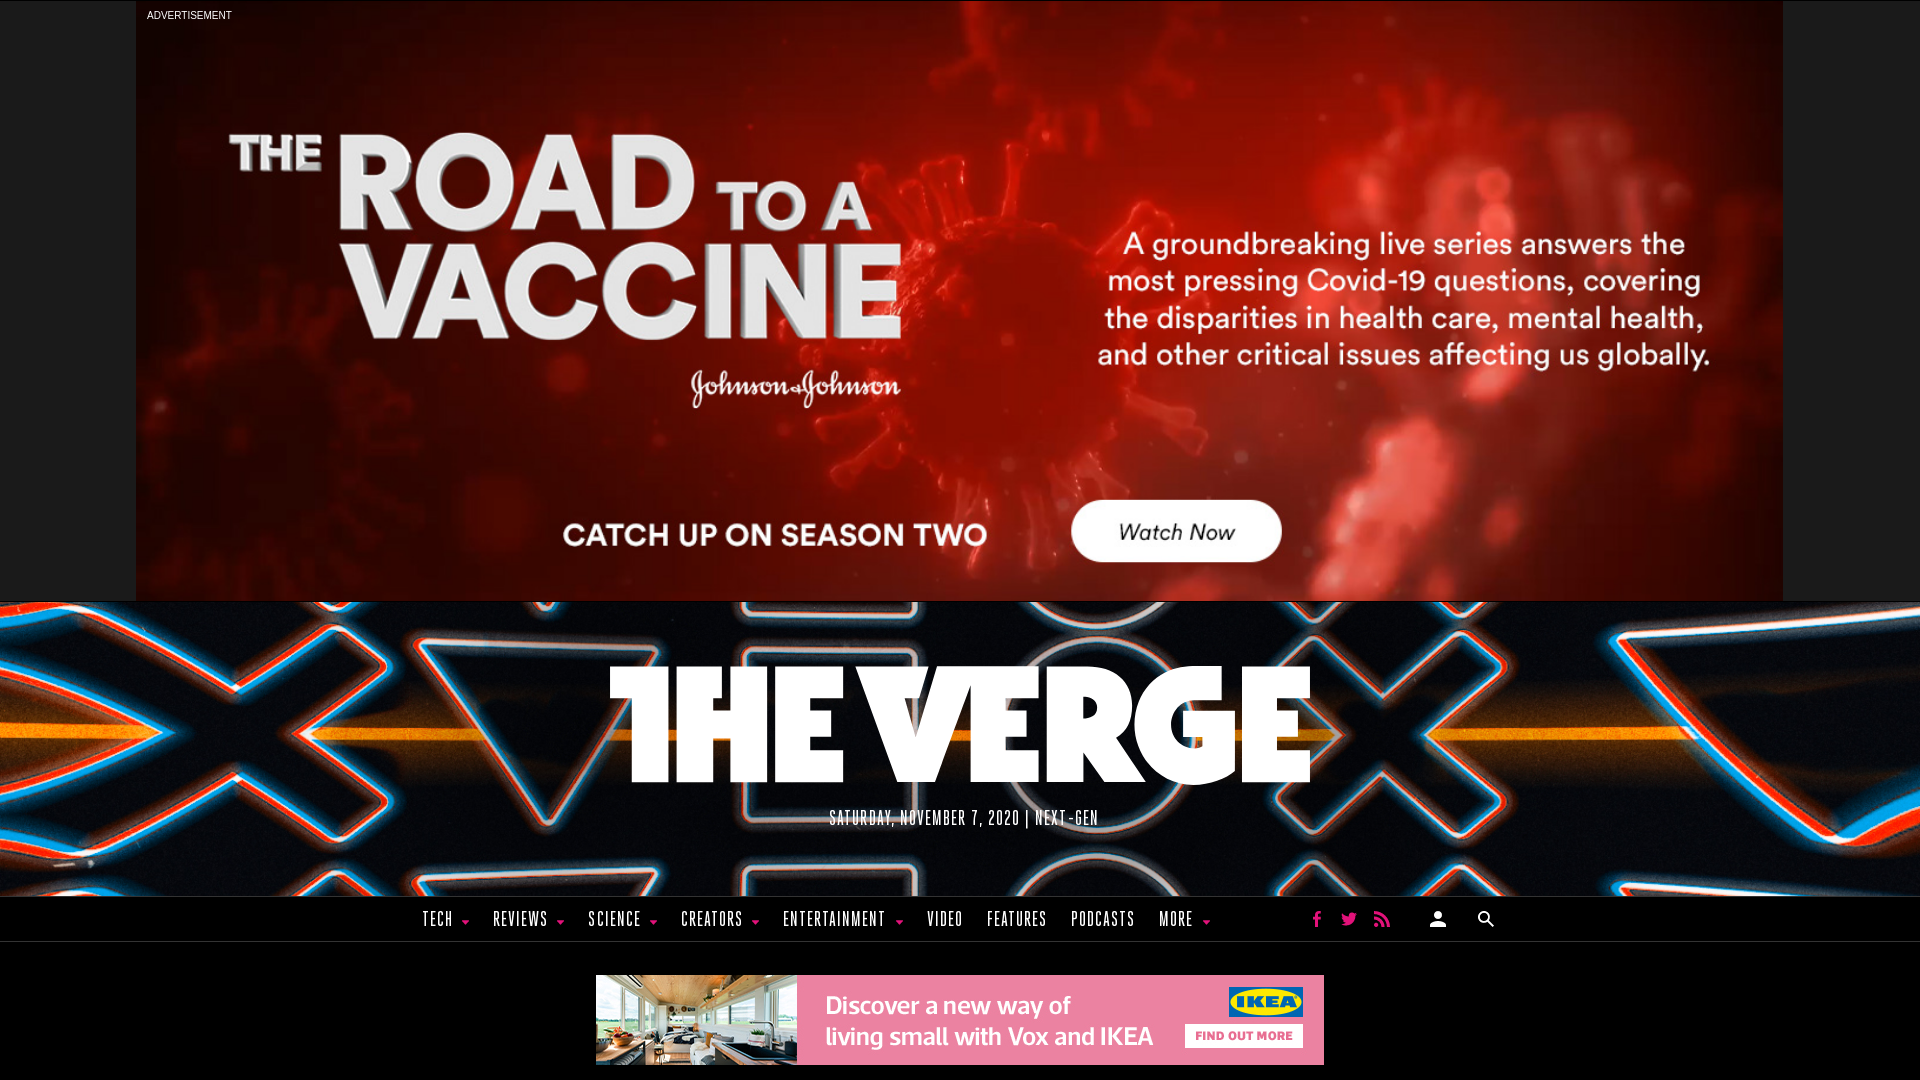 ADVERTISEMENT
THE ROAD TO A
VACCINE
Johnson & Johnson
A groundbreaking live series answers the
most pressing Covid-19 questions, covering
the disparities in health care, mental health,
and other critical issues affecting us globally.
CATCH UP ON SEASON TWO
Watch Now
THE VERGE
SATURDAY, NOVEMBER 7, 2020 | NEXT-GEN
TECH REVIEWS SCIENCE CREATORS ENTERTAINMENT VIDEO FEATURES PODCASTS MORE
Discover a new way of
living small with Vox and IKEA
IKEA
FIND OUT MORE